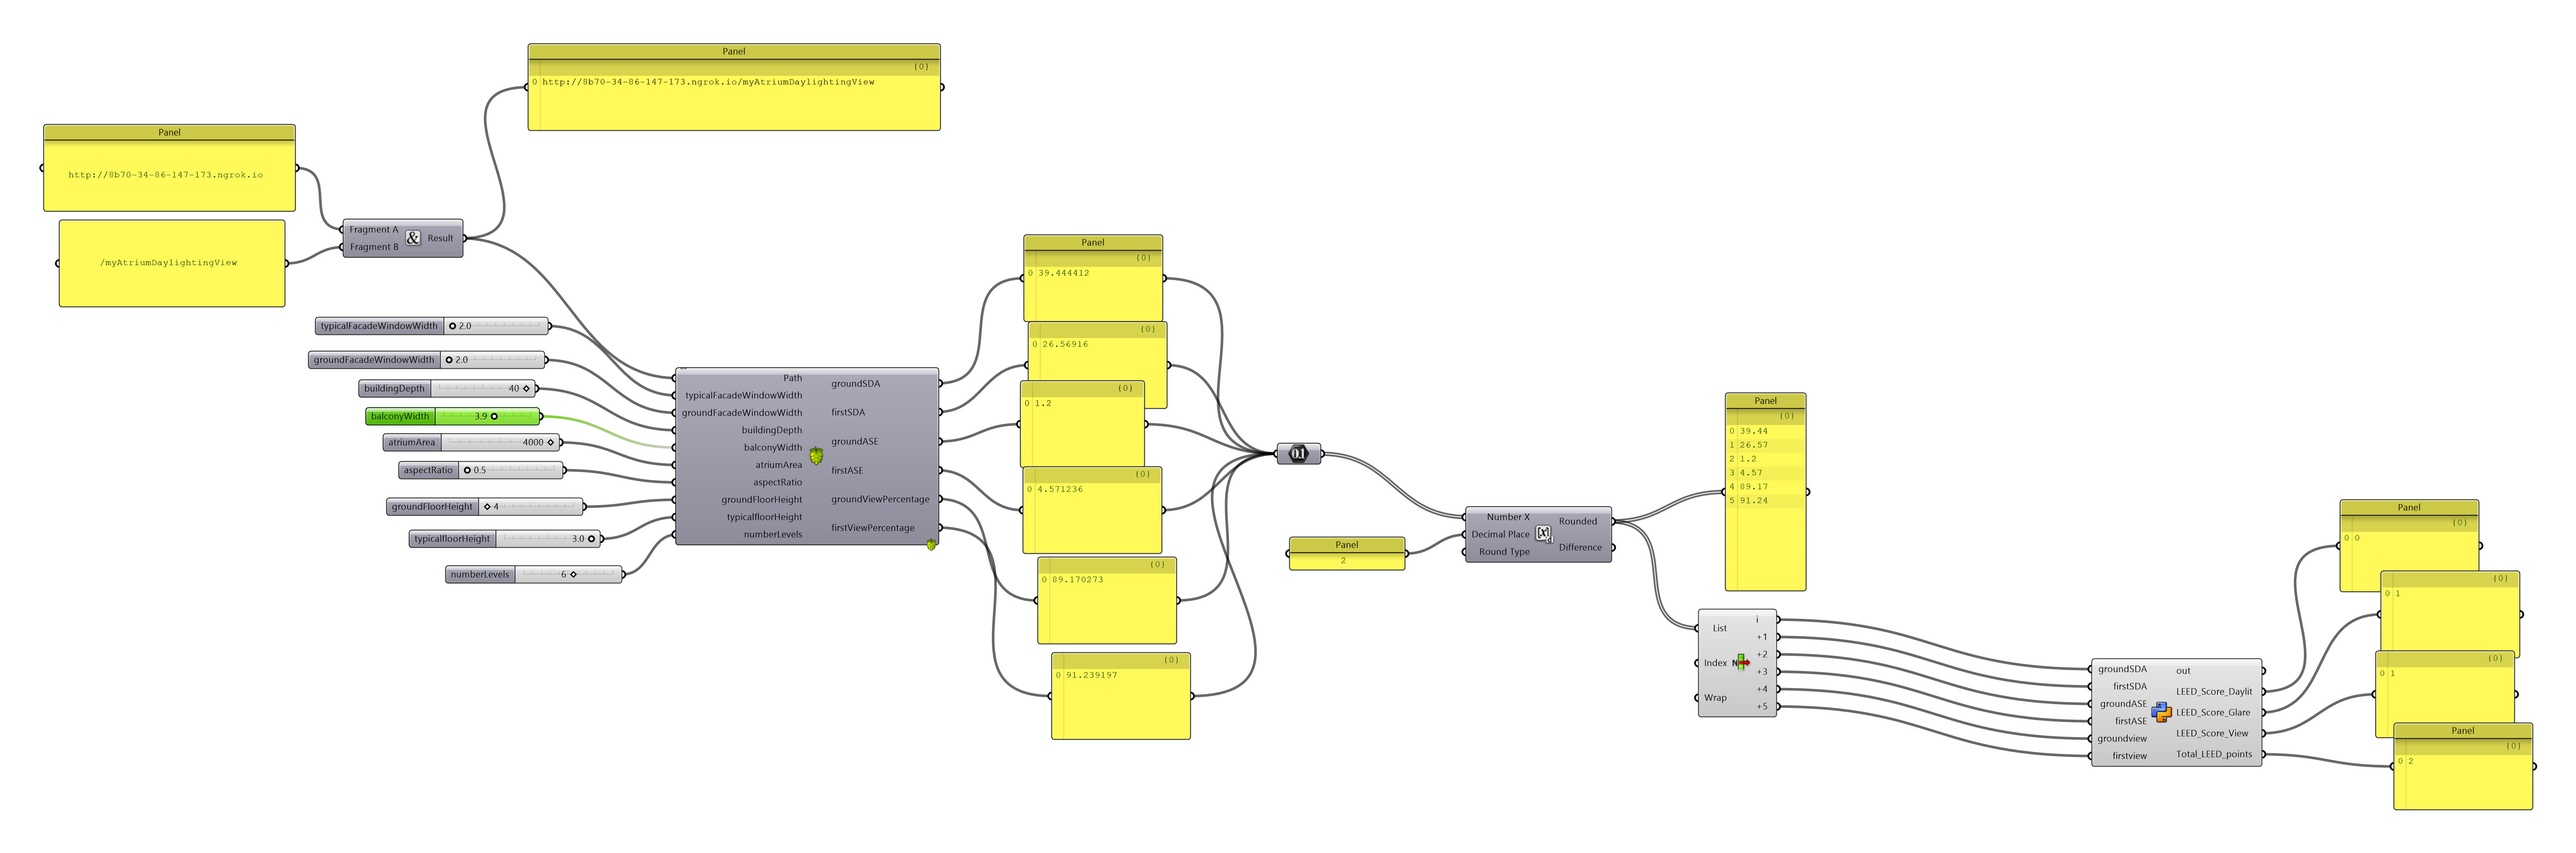 Panel
{0}
0 http://8b70-34-86-147-173.ngrok.io/myAtriumDaylightingView
Panel
http://8b70-34-86-147-173.ngrok.io
/myAtriumDaylightingView
Fragment A
Fragment B
&
Result
typicalFacadeWindowWidth 2.0
groundFacadeWindowWidth 2.0
buildingDepth 40
balconyWidth 3.9
atriumArea 4000
aspectRatio 0.5
groundFloorHeight 4
typicalfloorHeight 3.0
numberLevels 6
Path
typicalFacadeWindowWidth
groundFacadeWindowWidth
buildingDepth
balconyWidth
atriumArea
aspectRatio
groundFloorHeight
typicalfloorHeight
numberLevels
groundSDA
firstSDA
groundASE
firstASE
groundViewPercentage
firstViewPercentage
Panel
{0}
0 39.444412
{0}
0 26.56916
{0}
0 1.2
{0}
0 4.571236
{0}
0 89.170273
{0}
0 91.239197
0.1
Panel
2
Number X
Decimal Place
Round Type
Rounded
Difference
Panel
{0}
0 39.44
1 26.57
2 1.2
3 4.57
4 89.17
5 91.24
List
Index
Wrap
N
i
+1
+2
+3
+4
+5
groundSDA
firstSDA
groundASE
firstASE
groundview
firstview
out
LEED_Score_Daylit
LEED_Score_Glare
LEED_Score_View
Total_LEED_points
Panel
{0}
0 0
{0}
0 1
{0}
0 1
Panel
{0}
0 2